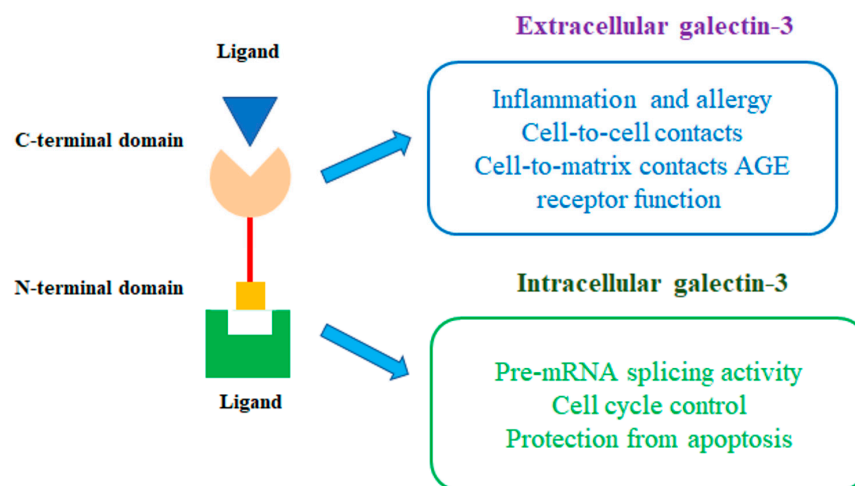 Extracellular galectin-3
Ligand
Inflammation and allergy
Cell-to-cell contacts
Cell-to-matrix contacts AGE
receptor function
C-terminal domain
N-terminal domain
Intracellular galectin-3
Ligand
Pre-mRNA splicing activity
Cell cycle control
Protection from apoptosis